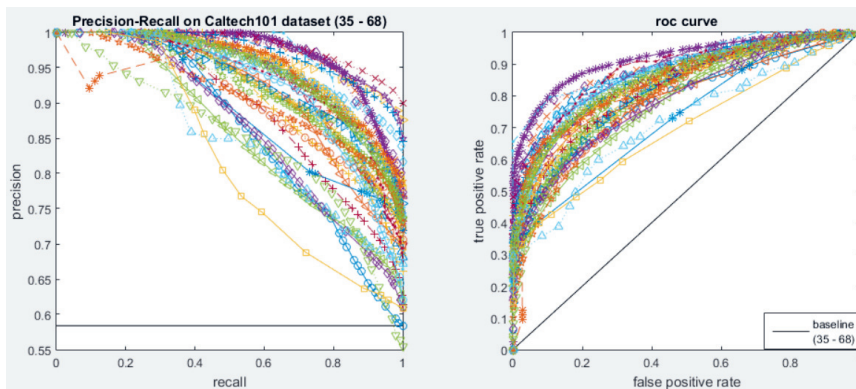 Precision-Recall on Caltech101 dataset (35 - 68)
precision
1
0.95
0.9
0.85
0.8
0.75
0.7
0.65
0.6
0.55
0 0.2 0.4 0.6 0.8 1
recall
roc curve
true positive rate
1
0.9
0.8
0.7
0.6
0.5
0.4
0.3
0.2
0.1
0
0 0.2 0.4 0.6 0.8
false positive rate
baseline
(35 - 68)